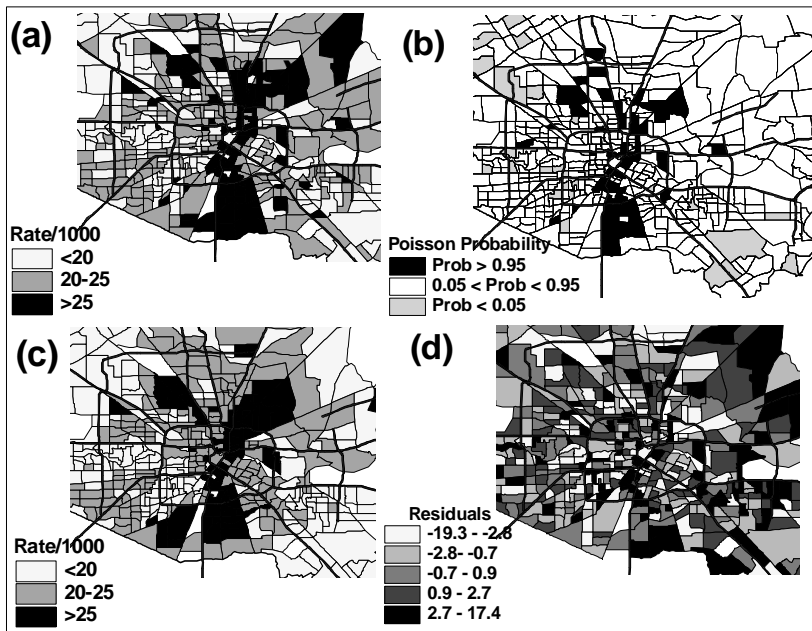 (a)
Rate/1000
<20
20-25
>25
(b)
Poisson Probability
Prob > 0.95
0.05 < Prob < 0.95
Prob < 0.05
(c)
Rate/1000
<20
20-25
>25
(d)
Residuals
-19.3 - -2.8
-2.8- -0.7
-0.7 - 0.9
0.9 - 2.7
2.7 - 17.4